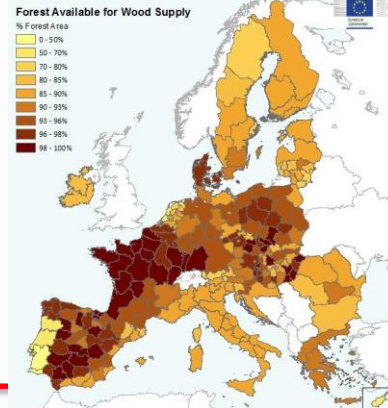 Forest Available for Wood Supply
% Forest Area
0 - 50%
50 - 70%
70 - 80%
80 - 85%
85 - 90%
90 - 93%
93 - 96%
96 - 98%
98 - 100%